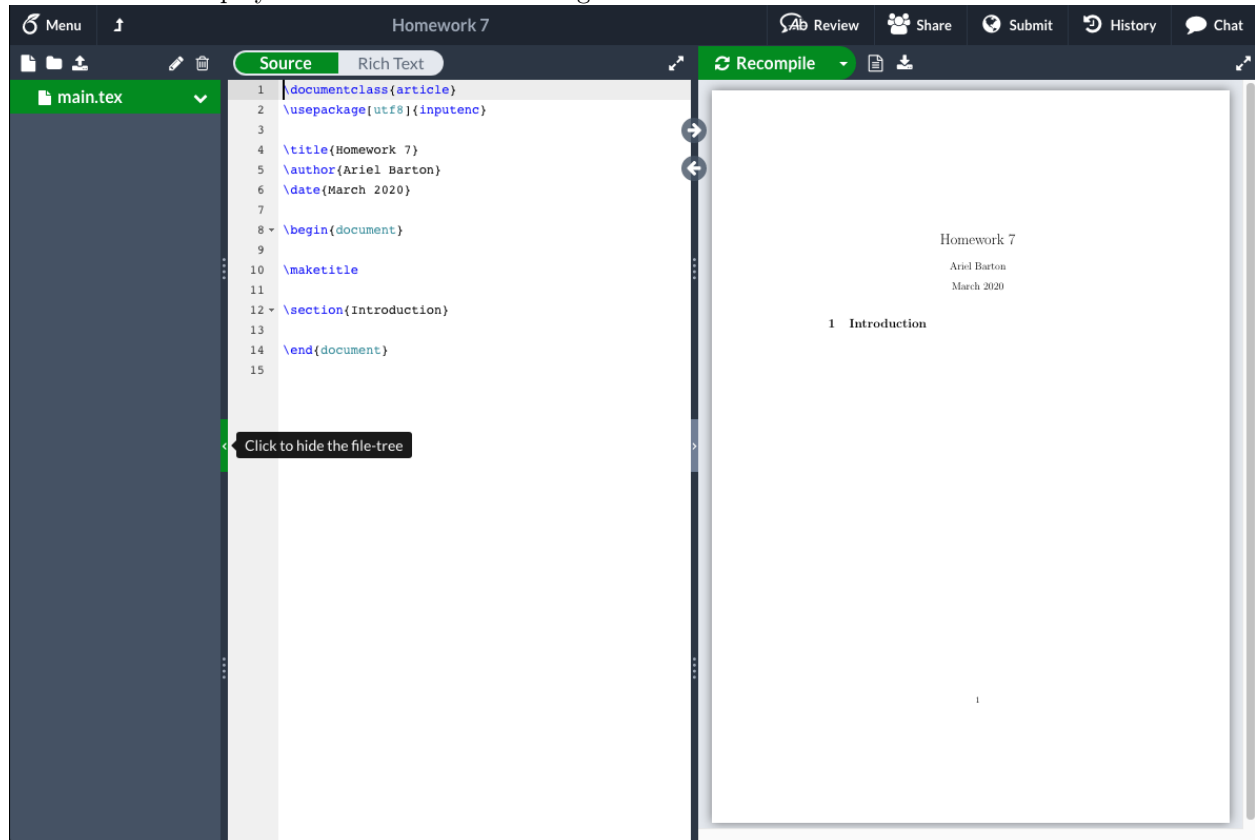 Menu
Homework 7
Review
Share
Submit
History
Chat
Source
Rich Text
Recompile
main.tex
1 \documentclass{article}
2 \usepackage[utf8]{inputenc}
3
4 \title{Homework 7}
5 \author{Ariel Barton}
6 \date{March 2020}
7
8 \begin{document}
9
10 \maketitle
11
12 \section{Introduction}
13
14 \end{document}
15
Click to hide the file-tree
Homework 7
Ariel Barton
March 2020
1 Introduction
1